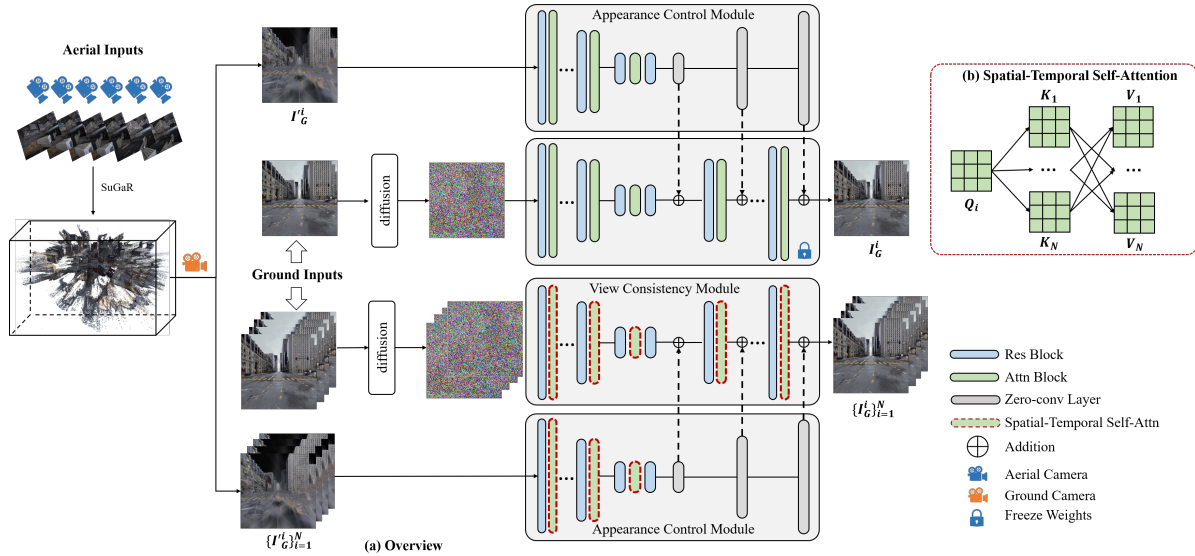 Aerial Inputs
SuGaR
I'^i_G
diffusion
Ground Inputs
diffusion
{I'^i_G}^N_{i=1}
(a) Overview
Appearance Control Module
I^i_G
View Consistency Module
{I^i_G}^N_{i=1}
Appearance Control Module
(b) Spatial-Temporal Self-Attention
K_1
V_1
...
...
Q_i
K_N
V_N
Res Block
Attn Block
Zero-conv Layer
Spatial-Temporal Self-Attn
Addition
Aerial Camera
Ground Camera
Freeze Weights